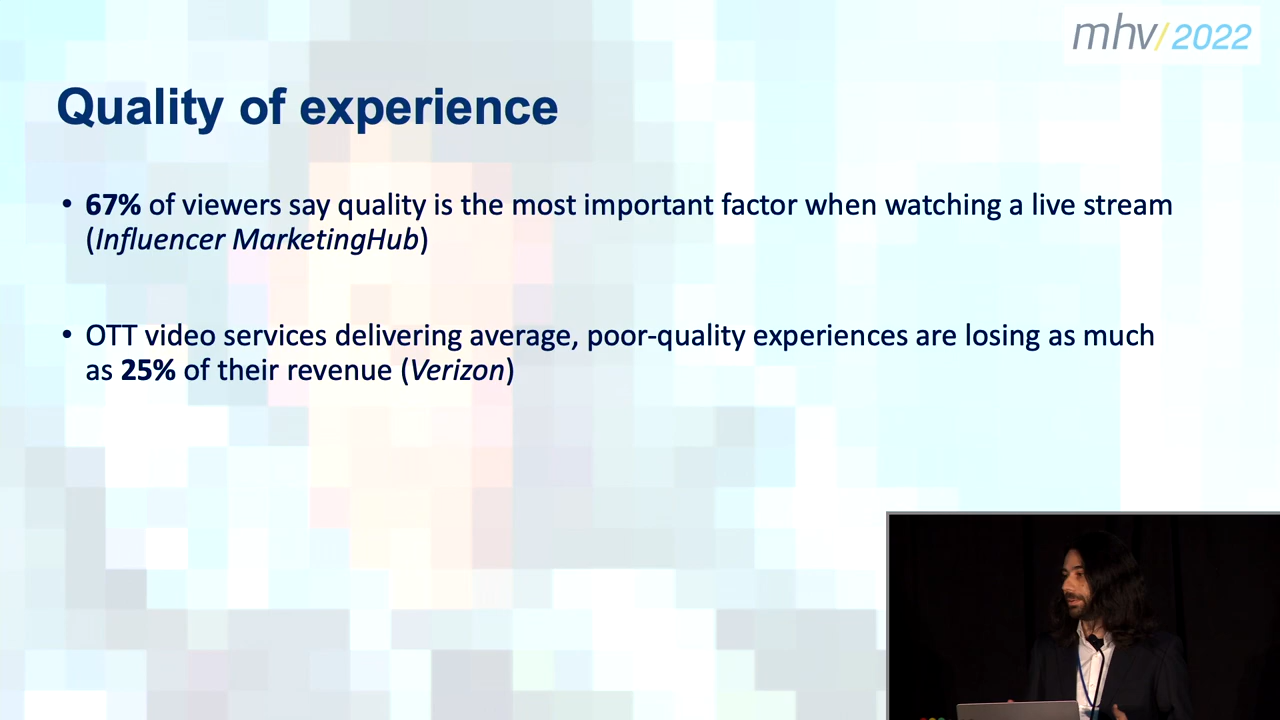 mhv/2022
Quality of experience
• 67% of viewers say quality is the most important factor when watching a live stream
(Influencer MarketingHub)
• OTT video services delivering average, poor-quality experiences are losing as much
as 25% of their revenue (Verizon)